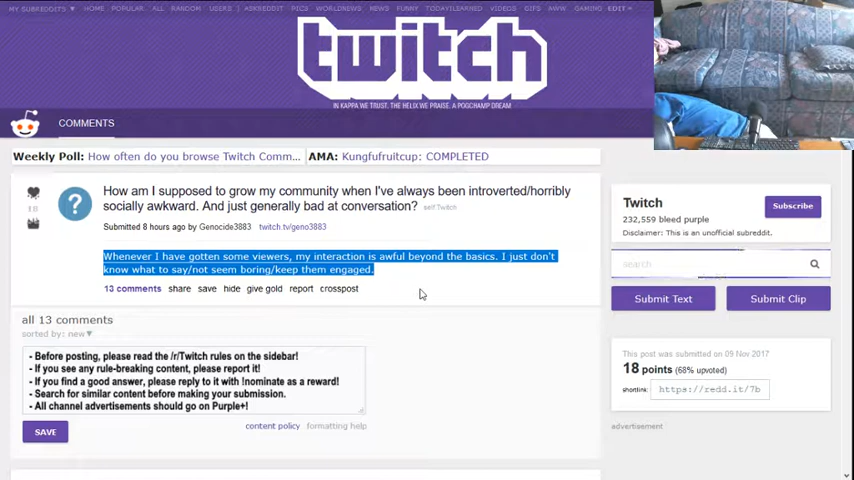 MY SUBREDDITS ▼ HOME POPULAR ALL RANDOM USERS | ASKREDDIT PICS WORLDNEWS NEWS FUNNY TODAYILEARNED VIDEOS GIFS AWW GAMING EDIT »
twitch
IN KAPPA WE TRUST. THE HELIX WE PRAISE. A POGCHAMP DREAM
COMMENTS
Weekly Poll: How often do you browse Twitch Comm... AMA: Kungfufruitcup: COMPLETED
How am I supposed to grow my community when I've always been introverted/horribly
socially awkward. And just generally bad at conversation? self.Twitch
Submitted 8 hours ago by Genocide3883 twitch.tv/geno3883
Whenever I have gotten some viewers, my interaction is awful beyond the basics. I just don't
know what to say/not seem boring/keep them engaged.
13 comments share save hide give gold report crosspost
all 13 comments
sorted by: new▼
- Before posting, please read the /r/Twitch rules on the sidebar!
- If you see any rule-breaking content, please report it!
- If you find a good answer, please reply to it with !nominate as a reward!
- Search for similar content before making your submission.
- All channel advertisements should go on Purple+!
content policy formatting help
SAVE
Twitch
Subscribe
232,559 bleed purple
Disclaimer: This is an unofficial subreddit.
search
Submit Text Submit Clip
This post was submitted on 09 Nov 2017
18 points (68% upvoted)
shortlink: https://redd.it/7b
advertisement